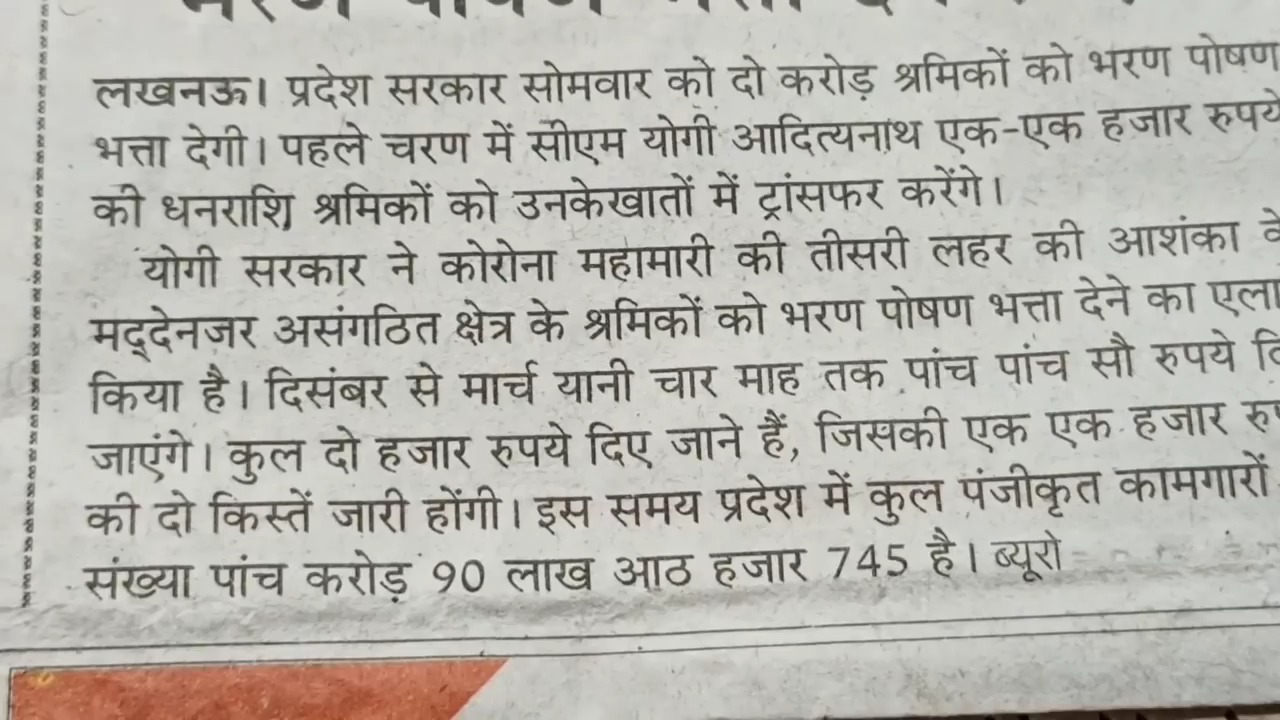 लखनऊ। प्रदेश सरकार सोमवार को दो करोड़ श्रमिकों को भरण पोषण
भत्ता देगी। पहले चरण में सीएम योगी आदित्यनाथ एक-एक हजार रुपये
की धनराशि श्रमिकों को उनकेखातों में ट्रांसफर करेंगे।
योगी सरकार ने कोरोना महामारी की तीसरी लहर की आशंका के
मद्देनजर असंगठित क्षेत्र के श्रमिकों को भरण पोषण भत्ता देने का
किया है। दिसंबर से मार्च यानी चार माह तक पांच पांच सौ रुपये
जाएंगे। कुल दो हजार रुपये दिए जाने हैं, जिसकी एक एक हजार
की दो किस्तें जारी होंगी। इस समय प्रदेश में कुल पंजीकृत कामगारों
संख्या पांच करोड़ 90 लाख आठ हजार 745 है। ब्यूरो